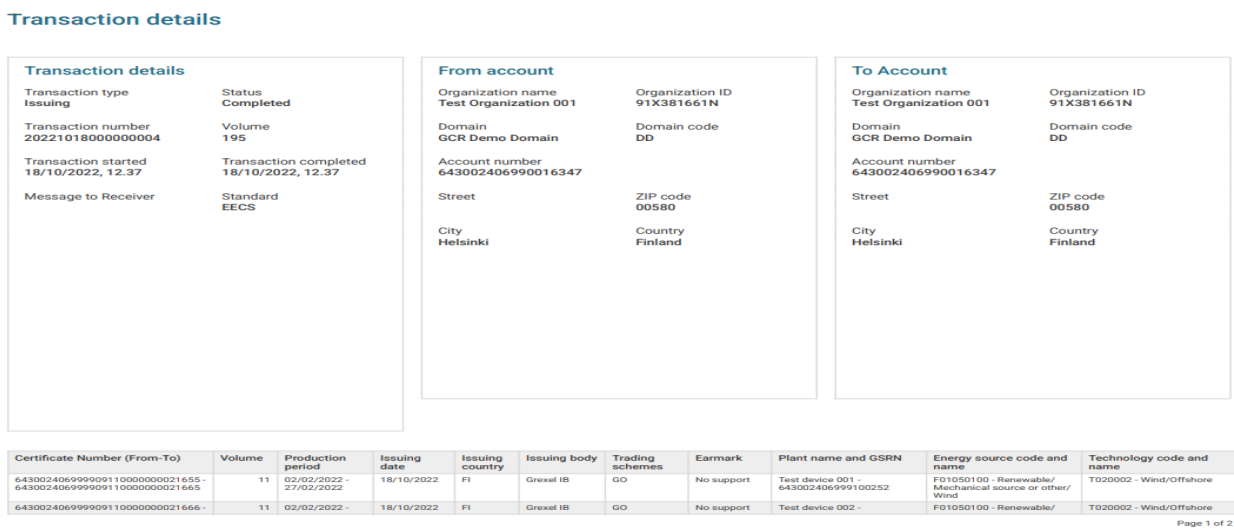 Transaction details
Transaction details
Transaction type Status
Issuing Completed
Transaction number Volume
20221018000000004 195
Transaction started Transaction completed
18/10/2022, 12.37 18/10/2022, 12.37
Message to Receiver Standard
EECS
From account
Organization name Organization ID
Test Organization 001 91X381661N
Domain Domain code
GCR Demo Domain DD
Account number
643002406990016347
Street ZIP code
00580
City Country
Helsinki Finland
To Account
Organization name Organization ID
Test Organization 001 91X381661N
Domain Domain code
GCR Demo Domain DD
Account number
643002406990016347
Street ZIP code
00580
City Country
Helsinki Finland
Certificate Number (From-To) Volume Production Issuing Issuing Issuing body Trading Earmark Plant name and GSRN Energy source code and Technology code and
period date country schemes name name
643002406999909110000000021655 - 11 02/02/2022 - 18/10/2022 FI Grexel IB GO No support Test device 001 - F01050100 - Renewable/ T020002 - Wind/Offshore
643002406999909110000000021665 27/02/2022 643002406999100252 Mechanical source or other/
Wind
643002406999909110000000021666 - 11 02/02/2022 - 18/10/2022 FI Grexel IB GO No support Test device 002 - F01050100 - Renewable/ T020002 - Wind/Offshore
Page 1 of 2